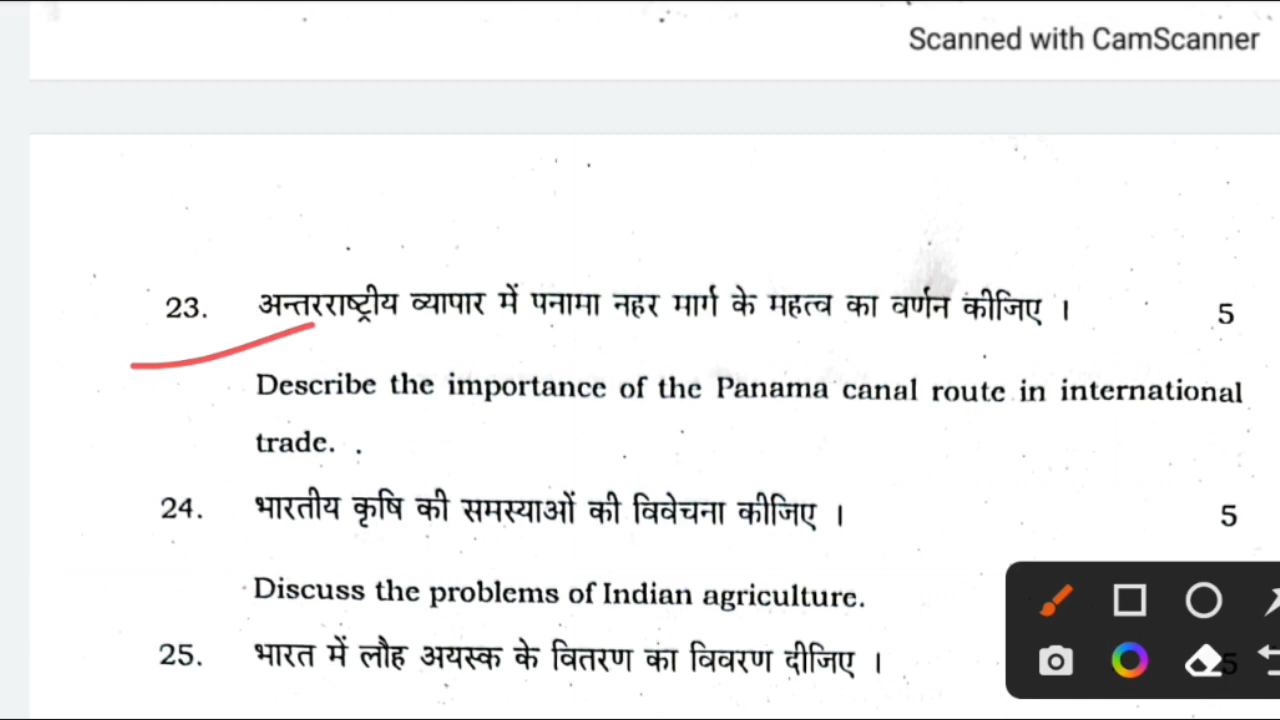 Scanned with CamScanner
23. अन्तरराष्ट्रीय व्यापार में पनामा नहर मार्ग के महत्व का वर्णन कीजिए । 5
Describe the importance of the Panama canal route in international
trade.
24. भारतीय कृषि की समस्याओं की विवेचना कीजिए । 5
Discuss the problems of Indian agriculture.
25. भारत में लौह अयस्क के वितरण का विवरण दीजिए । 5